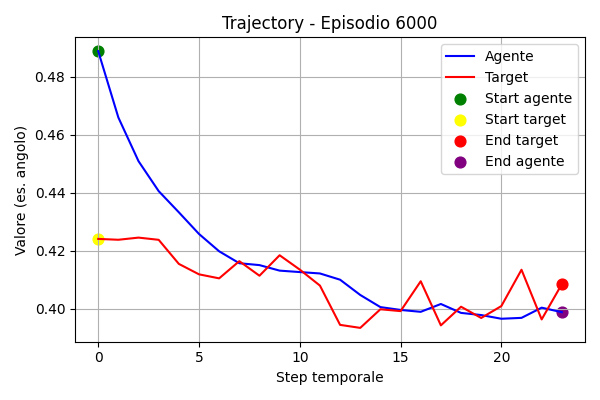 Trajectory - Episodio 6000
Valore (es. angolo)
0.48
0.46
0.44
0.42
0.40
0
5
10
15
20
Step temporale
Agente
Target
Start agente
Start target
End target
End agente